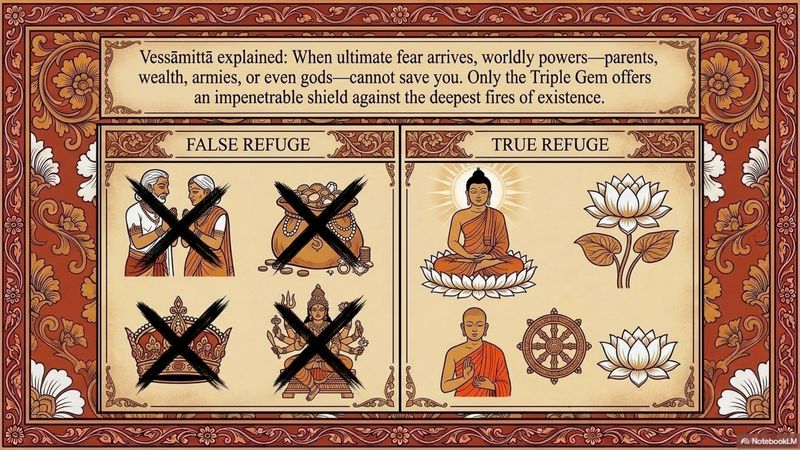 Vessāmittā explained: When ultimate fear arrives, worldly powers—parents,
wealth, armies, or even gods—cannot save you. Only the Triple Gem offers
an impenetrable shield against the deepest fires of existence.
FALSE REFUGE
TRUE REFUGE
$
NotebookLM